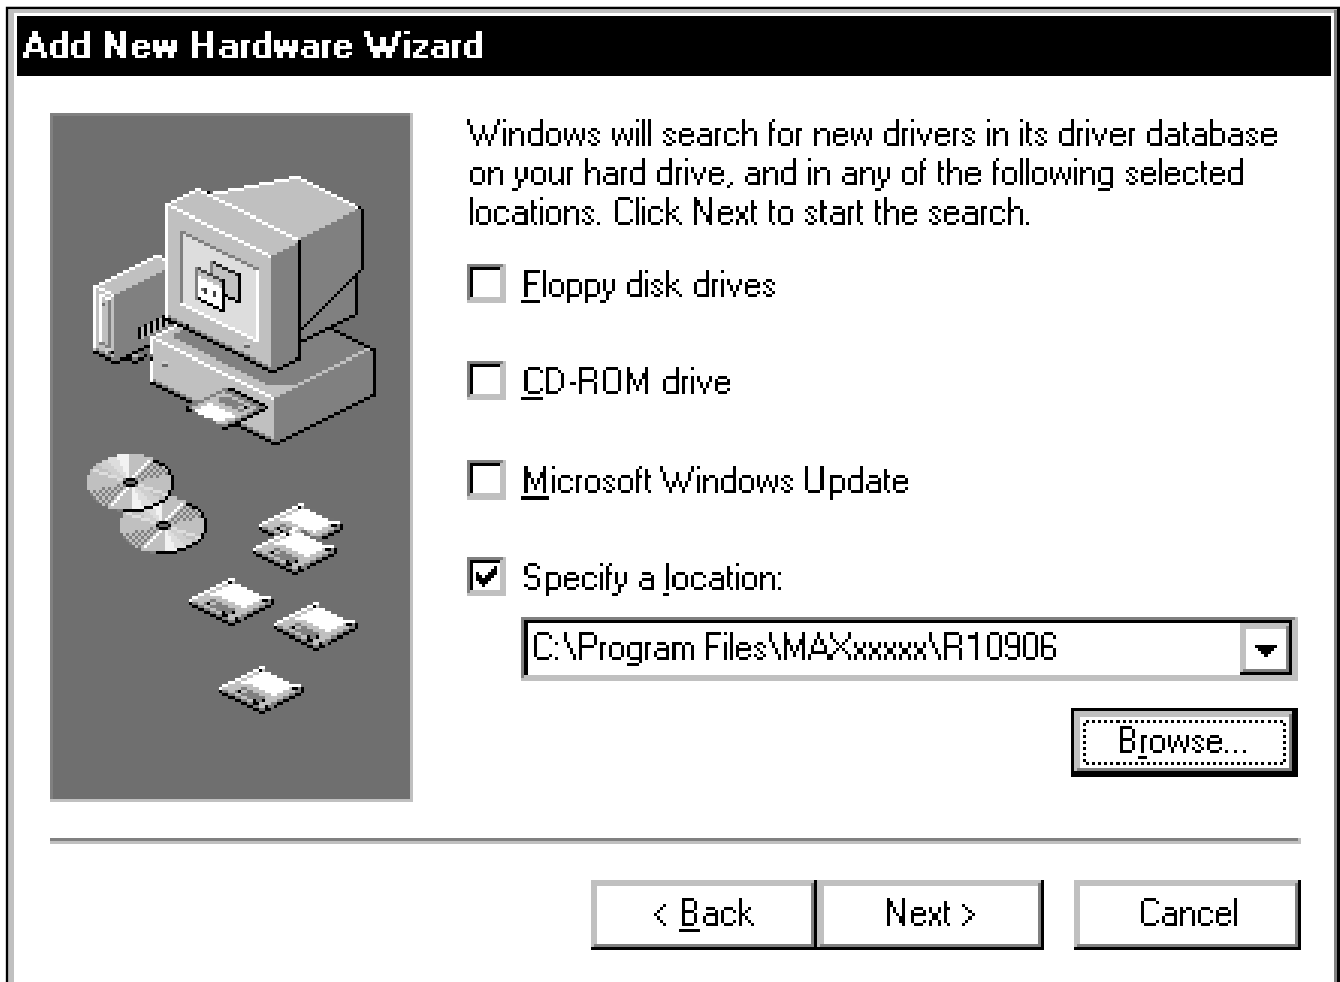 Add New Hardware Wizard
Windows will search for new drivers in its driver database
on your hard drive, and in any of the following selected
locations. Click Next to start the search.
Floppy disk drives
CD-ROM drive
Microsoft Windows Update
Specify a location:
C:\Program Files\MAXxxxxx\R10906
Browse...
< Back
Next >
Cancel